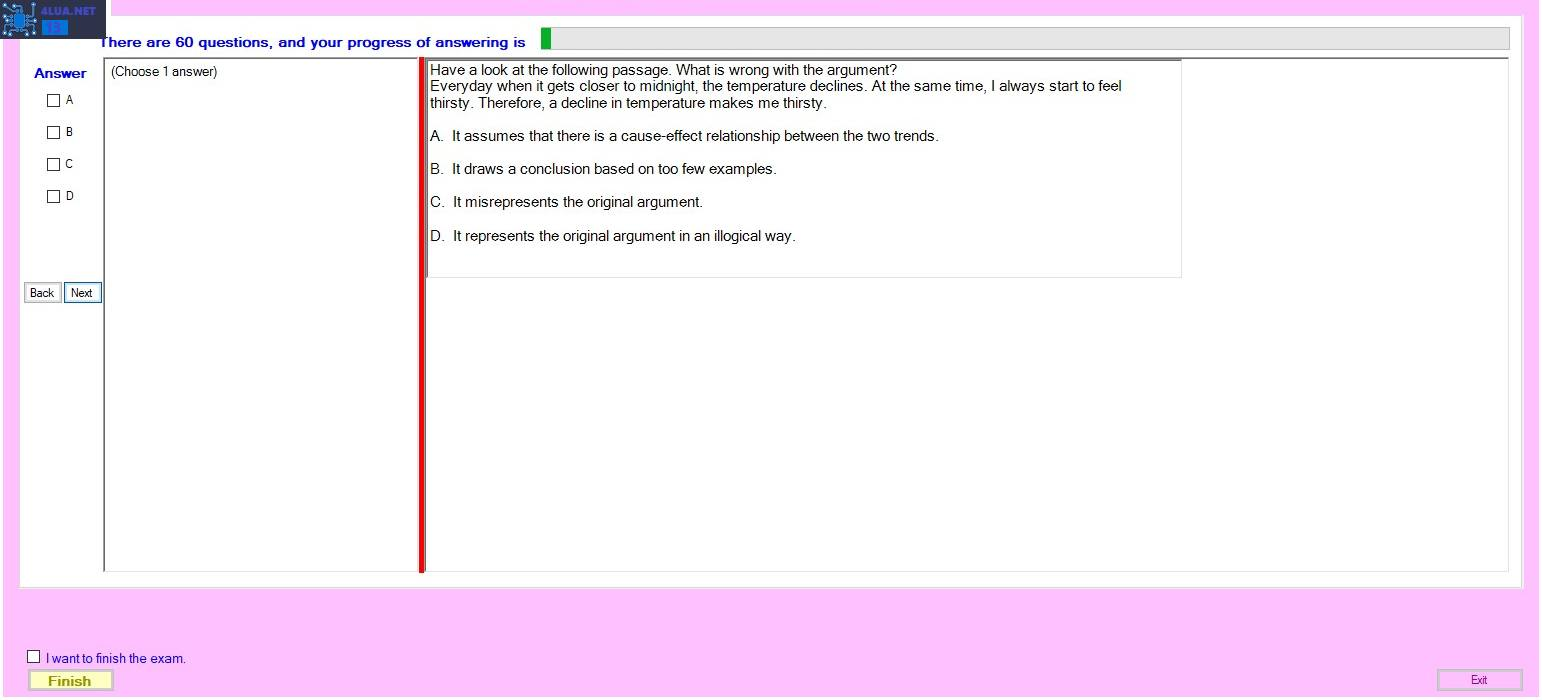 4LUA.NET
13
There are 60 questions, and your progress of answering is
Answer
(Choose 1 answer)
A
B
C
D
Back Next
Have a look at the following passage. What is wrong with the argument?
Everyday when it gets closer to midnight, the temperature declines. At the same time, I always start to feel
thirsty. Therefore, a decline in temperature makes me thirsty.
A. It assumes that there is a cause-effect relationship between the two trends.
B. It draws a conclusion based on too few examples.
C. It misrepresents the original argument.
D. It represents the original argument in an illogical way.
I want to finish the exam.
Finish
Exit